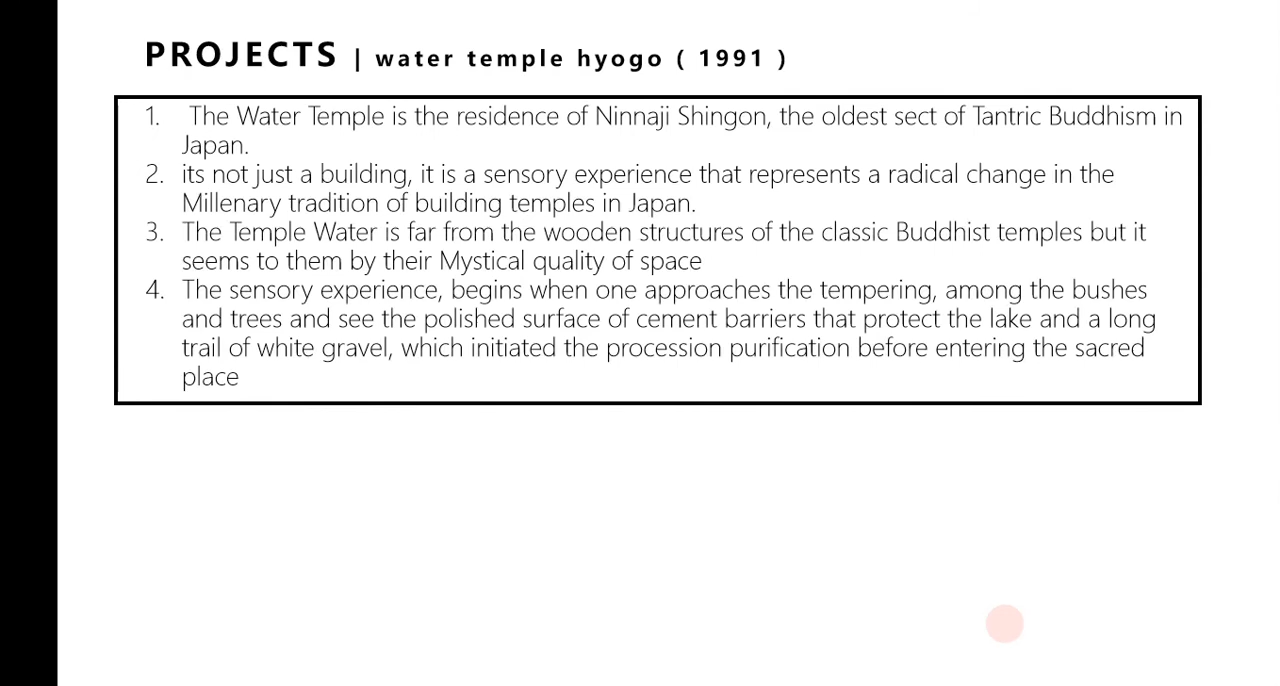 PROJECTS | water temple hyogo ( 1991 )
1. The Water Temple is the residence of Ninnaji Shingon, the oldest sect of Tantric Buddhism in
Japan.
2. its not just a building, it is a sensory experience that represents a radical change in the
Millenary tradition of building temples in Japan.
3. The Temple Water is far from the wooden structures of the classic Buddhist temples but it
seems to them by their Mystical quality of space
4. The sensory experience, begins when one approaches the tempering, among the bushes
and trees and see the polished surface of cement barriers that protect the lake and a long
trail of white gravel, which initiated the procession purification before entering the sacred
place